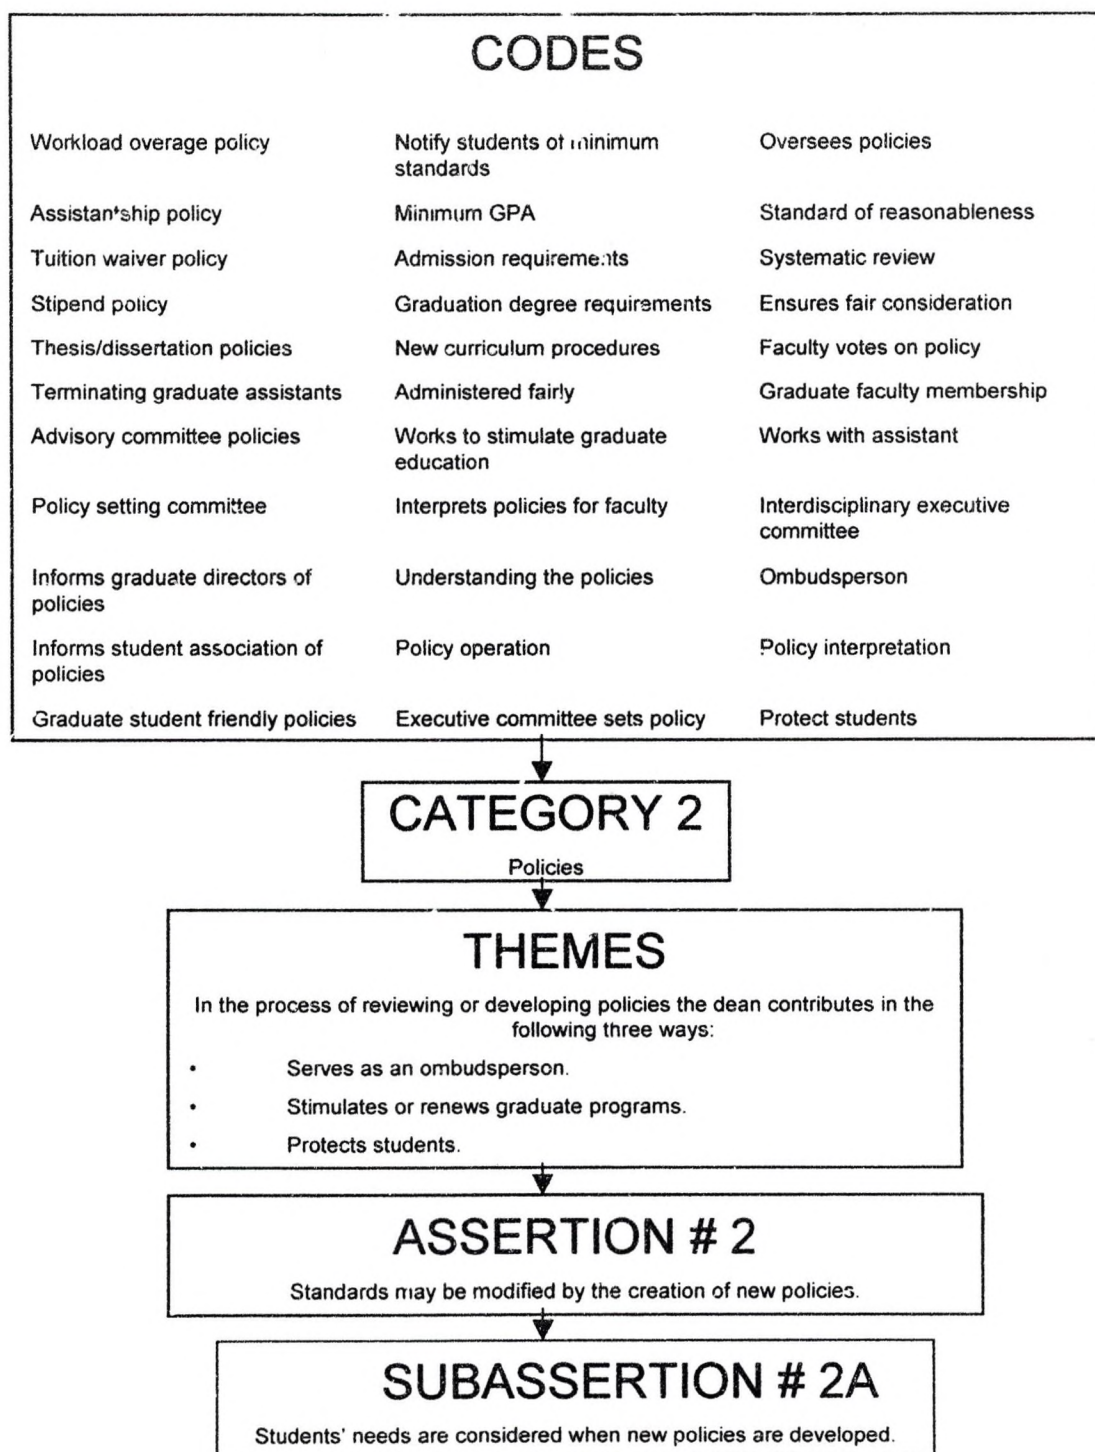 CODES
Workload overage policy Notify students of minimum Oversees policies
standards
Assistantship policy Minimum GPA Standard of reasonableness
Tuition waiver policy Admission requirements Systematic review
Stipend policy Graduation degree requirements Ensures fair consideration
Thesis/dissertation policies New curriculum procedures Faculty votes on policy
Terminating graduate assistants Administered fairly Graduate faculty membership
Advisory committee policies Works to stimulate graduate Works with assistant
education
Policy setting committee Interprets policies for faculty Interdisciplinary executive
committee
Informs graduate directors of Understanding the policies Ombudsperson
policies
Informs student association of Policy operation Policy interpretation
policies
Graduate student friendly policies Executive committee sets policy Protect students
CATEGORY 2
Policies
THEMES
In the process of reviewing or developing policies the dean contributes in the
following three ways:
• Serves as an ombudsperson.
• Stimulates or renews graduate programs.
• Protects students.
ASSERTION # 2
Standards may be modified by the creation of new policies.
SUBASSERTION # 2A
Students' needs are considered when new policies are developed.